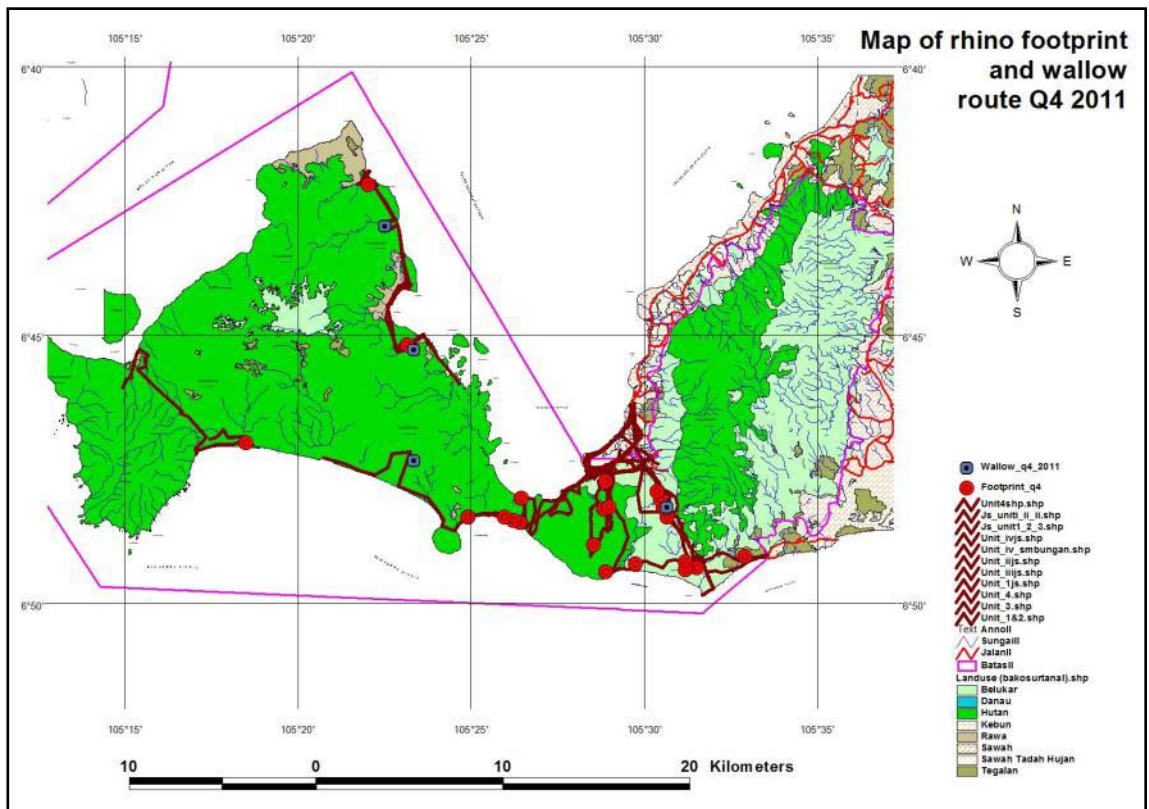 Map of rhino footprint
and wallow
route Q4 2011
105°15' 105°20' 105°25' 105°30' 105°35'
6°40' 6°40'
6°45' 6°45'
6°50' 6°50'
105°15' 105°20' 105°25' 105°30' 105°35'
N
W E
S
Wallow_q4_2011
Footprint_q4
Unit4shp.shp
Js_uniti_ii_ii.shp
Js_unit1_2_3.shp
Unit_ivjs.shp
Unit_iv_smbungan.shp
Unit_iijs.shp
Unit_iiijs.shp
Unit_1js.shp
Unit_4.shp
Unit_3.shp
Unit_1&2.shp
Text Annoll
Sungaill
Jalanll
Batasll
Landuse (bakosurtanal).shp
Belukar
Danau
Hutan
Kebun
Rawa
Sawah
Sawah Tadah Hujan
Tegalan
10 0 10 20 Kilometers